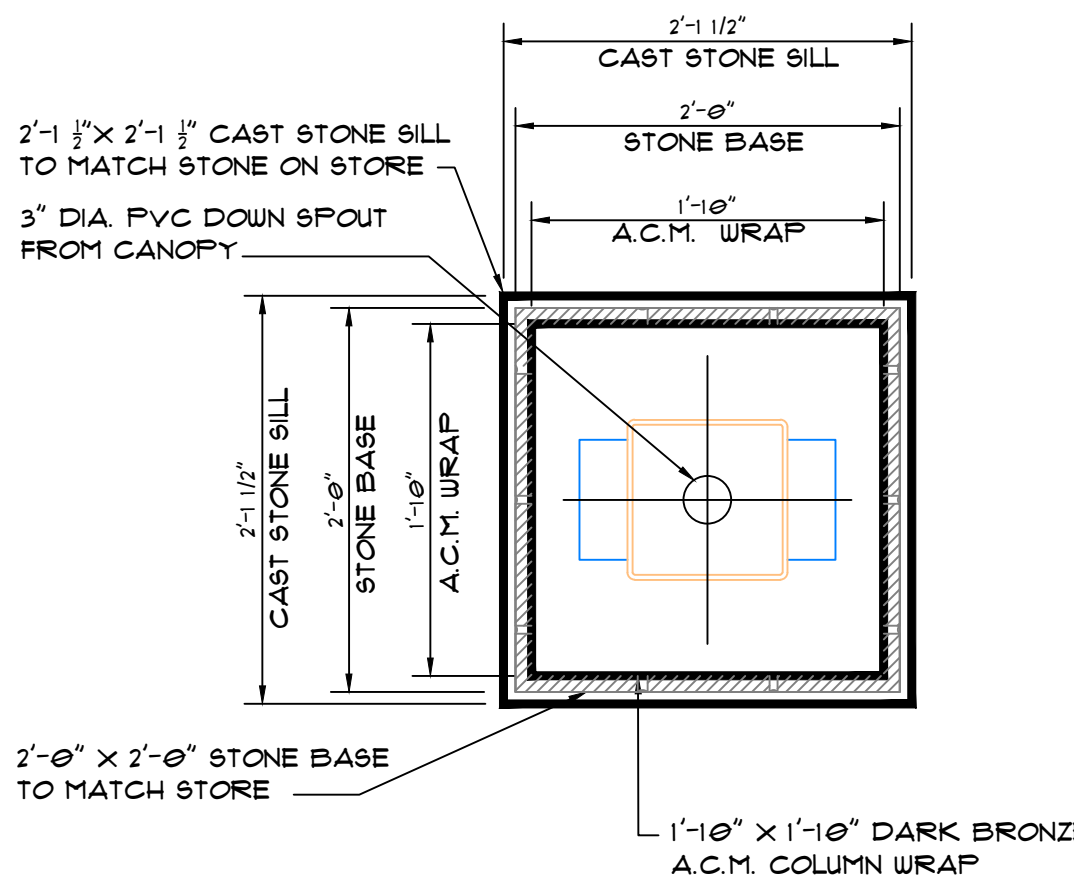 2'-1 1/2"
CAST STONE SILL
2'-0"
STONE BASE
1'-10"
A.C.M. WRAP
2'-1 1/2" X 2'-1 1/2" CAST STONE SILL
TO MATCH STONE ON STORE
3" DIA. PVC DOWN SPOUT
FROM CANOPY
2'-1 1/2"
CAST STONE SILL
2'-0"
STONE BASE
1'-10"
A.C.M. WRAP
2'-0" X 2'-0" STONE BASE
TO MATCH STORE
1'-10" X 1'-10" DARK BRONZE
A.C.M. COLUMN WRAP